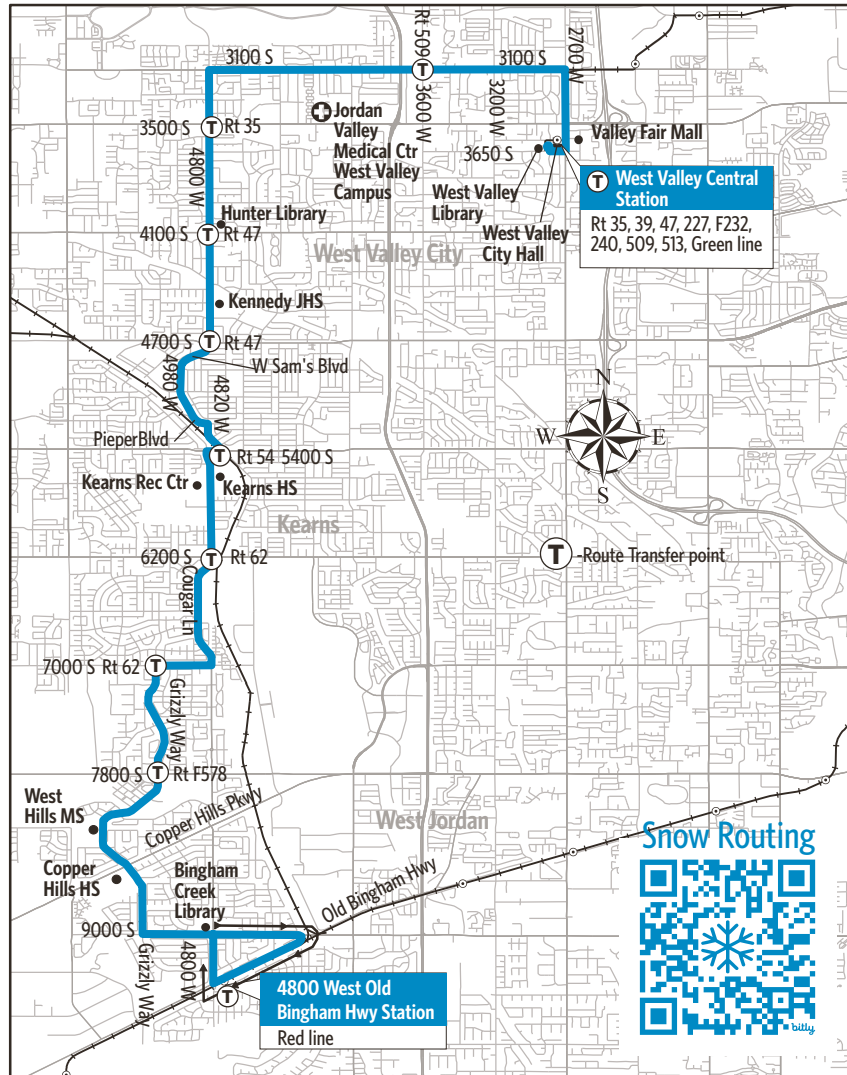 Rt 509
2700 W
3100 S
3100 S
3600 W
3200 W
3500 S
Rt 35
Jordan
Valley
Medical Ctr
West Valley
Campus
Valley Fair Mall
3650 S
4800 W
West Valley
Library
West Valley
City Hall
T West Valley Central
Station
Rt 35, 39, 47, 227, F232,
240, 509, 513, Green line
Hunter Library
4100 S
Rt 47
West Valley City
Kennedy JHS
4700 S
Rt 47
W Sam's Blvd
4980 W
4820 W
PieperBlvd
Rt 54 5400 S
Kearns Rec Ctr
Kearns HS
Kearns
N
W
E
S
6200 S
Rt 62
T -Route Transfer point
Cougar Ln
7000 S Rt 62
Grizzly Way
7800 S
Rt F578
West
Hills MS
Copper Hills Pkwy
West Jordan
Copper
Hills HS
Bingham
Creek
Library
Old Bingham Hwy
9000 S
Grizzly Way
4800 W
4800 West Old
Bingham Hwy Station
Red line
Snow Routing
bitly
T
T
T
T
T
T
T
T
T
T